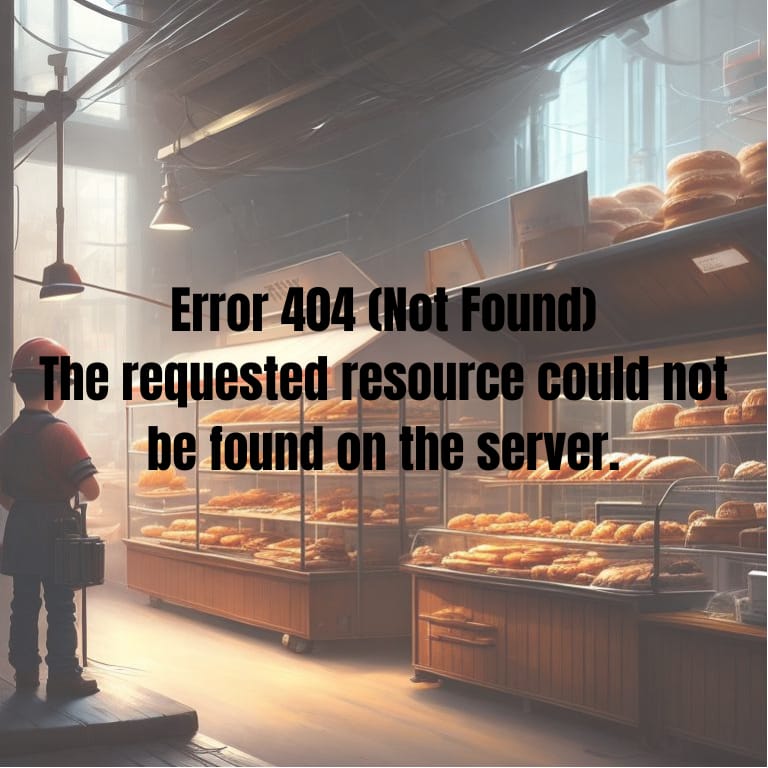 Error 404 (Not Found)
The requested resource could not
be found on the server.